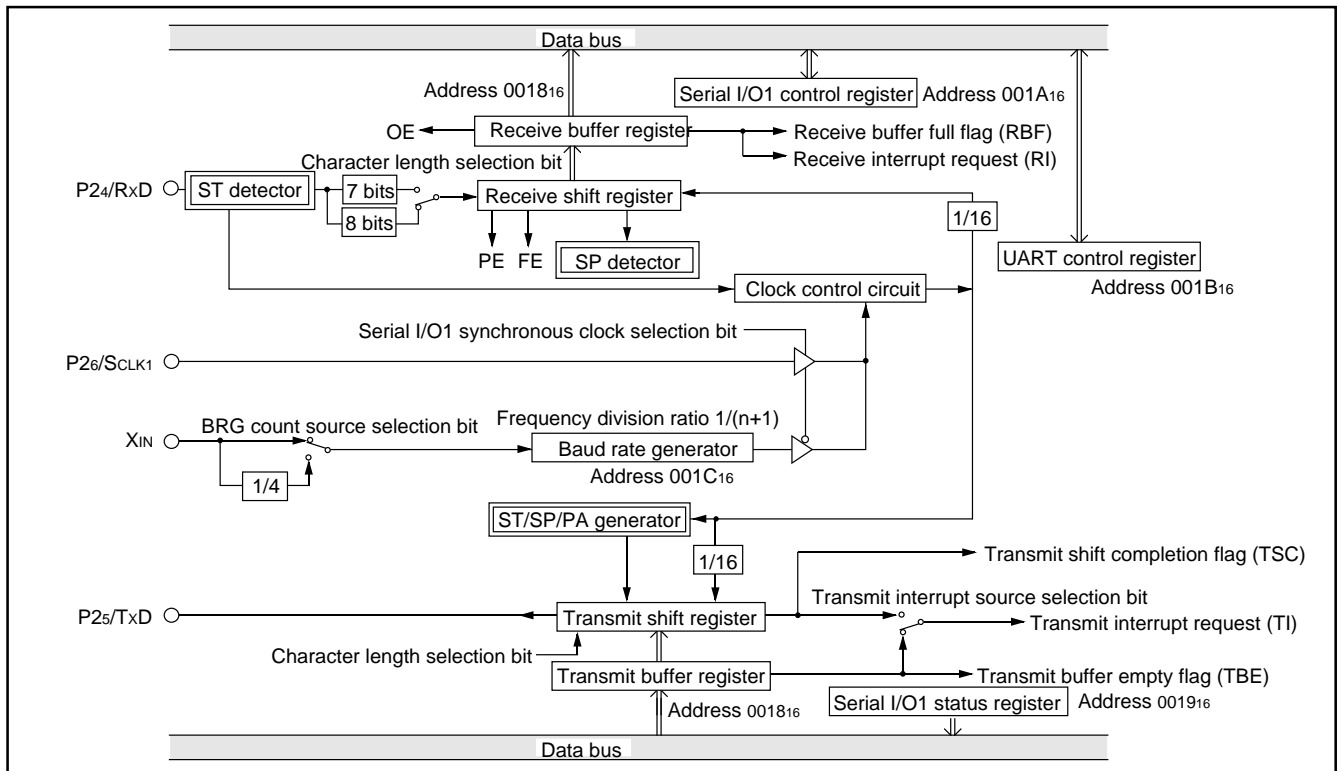 Data bus
Address 0018₁₆
Serial I/O1 control register Address 001A₁₆
OE
Receive buffer register
Receive buffer full flag (RBF)
Receive interrupt request (RI)
Character length selection bit
P2₄/RxD
ST detector
7 bits
8 bits
Receive shift register
1/16
PE FE
SP detector
UART control register
Address 001B₁₆
Clock control circuit
Serial I/O1 synchronous clock selection bit
P2₆/SCLK1
XIN
BRG count source selection bit
Frequency division ratio 1/(n+1)
Baud rate generator
Address 001C₁₆
1/4
ST/SP/PA generator
1/16
Transmit shift completion flag (TSC)
P2₅/TxD
Transmit shift register
Transmit interrupt source selection bit
Transmit interrupt request (TI)
Character length selection bit
Transmit buffer register
Transmit buffer empty flag (TBE)
Address 0018₁₆
Serial I/O1 status register Address 0019₁₆
Data bus